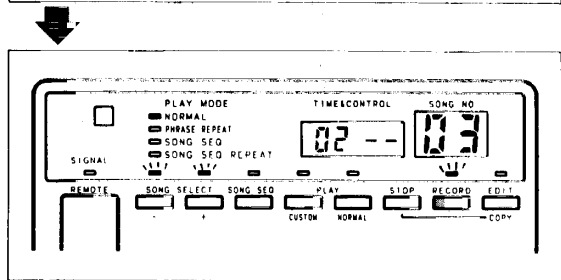 PLAY MODE
NORMAL
PHRASE REPEAT
SONG SEQ
SONG SEQ REPEAT
TIME&CONTROL
02 --
SONG NO
03
SIGNAL
REMOTE
SONG SELECT
SONG SEQ
PLAY
STOP
RECORD
EDIT
-
+
CUSTOM
NORMAL
COPY